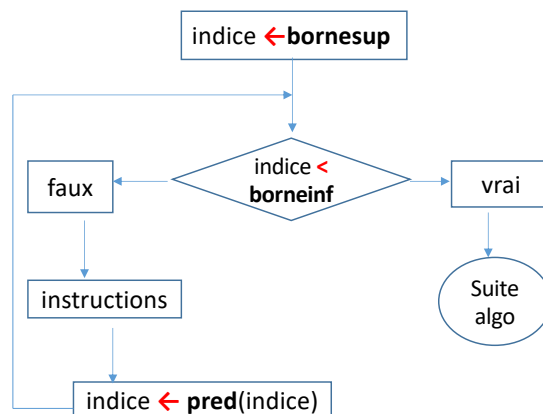 indice ←bornesup
indice <
borneinf
faux
vrai
instructions
Suite
algo
indice ← pred(indice)